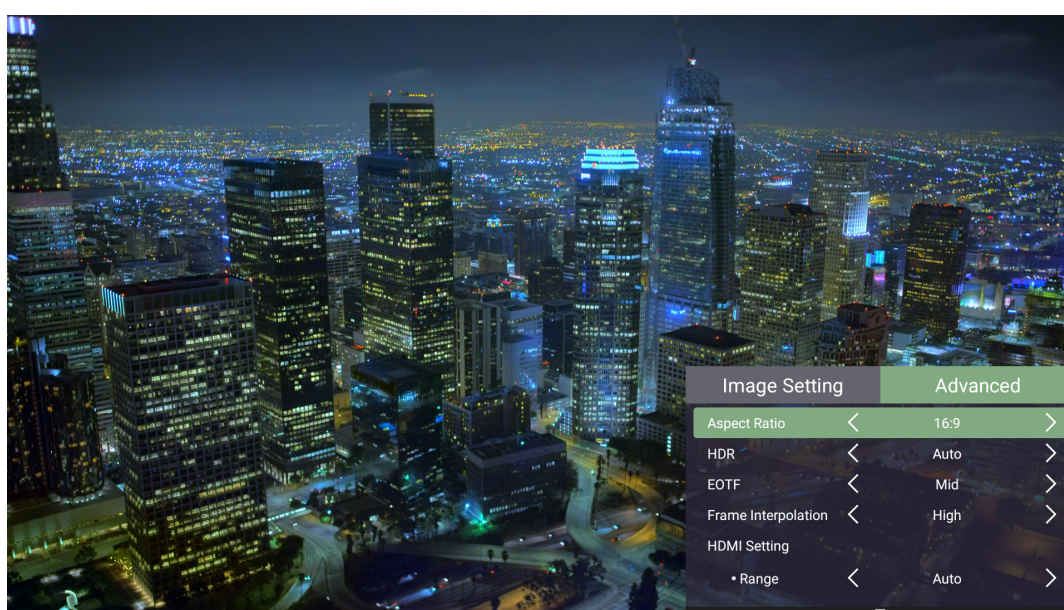 Image Setting Advanced
Aspect Ratio 16:9
HDR Auto
EOTF Mid
Frame Interpolation High
HDMI Setting
• Range Auto